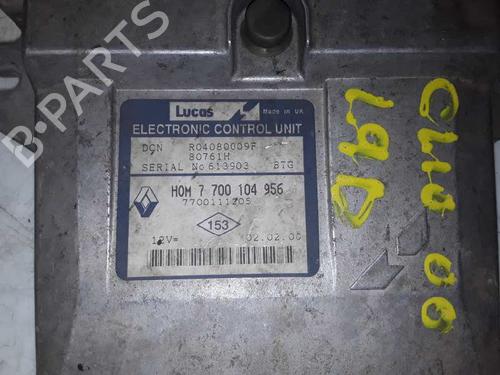 B-PARTS
Lucas Made in UK
ELECTRONIC CONTROL UNIT
DCN R04080009F
80761H
SERIAL No 613903 BTG
HOM 7 700 104 956
7700111205
153
12V= 02.02.00
CLIO 00
1.9D